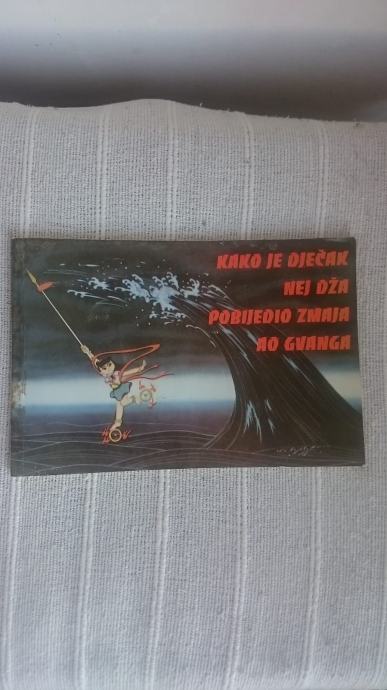 KAKO JE DJEČAK
NEJ DŽA
POBIJEDIO ZMAJA
AO GVANGA